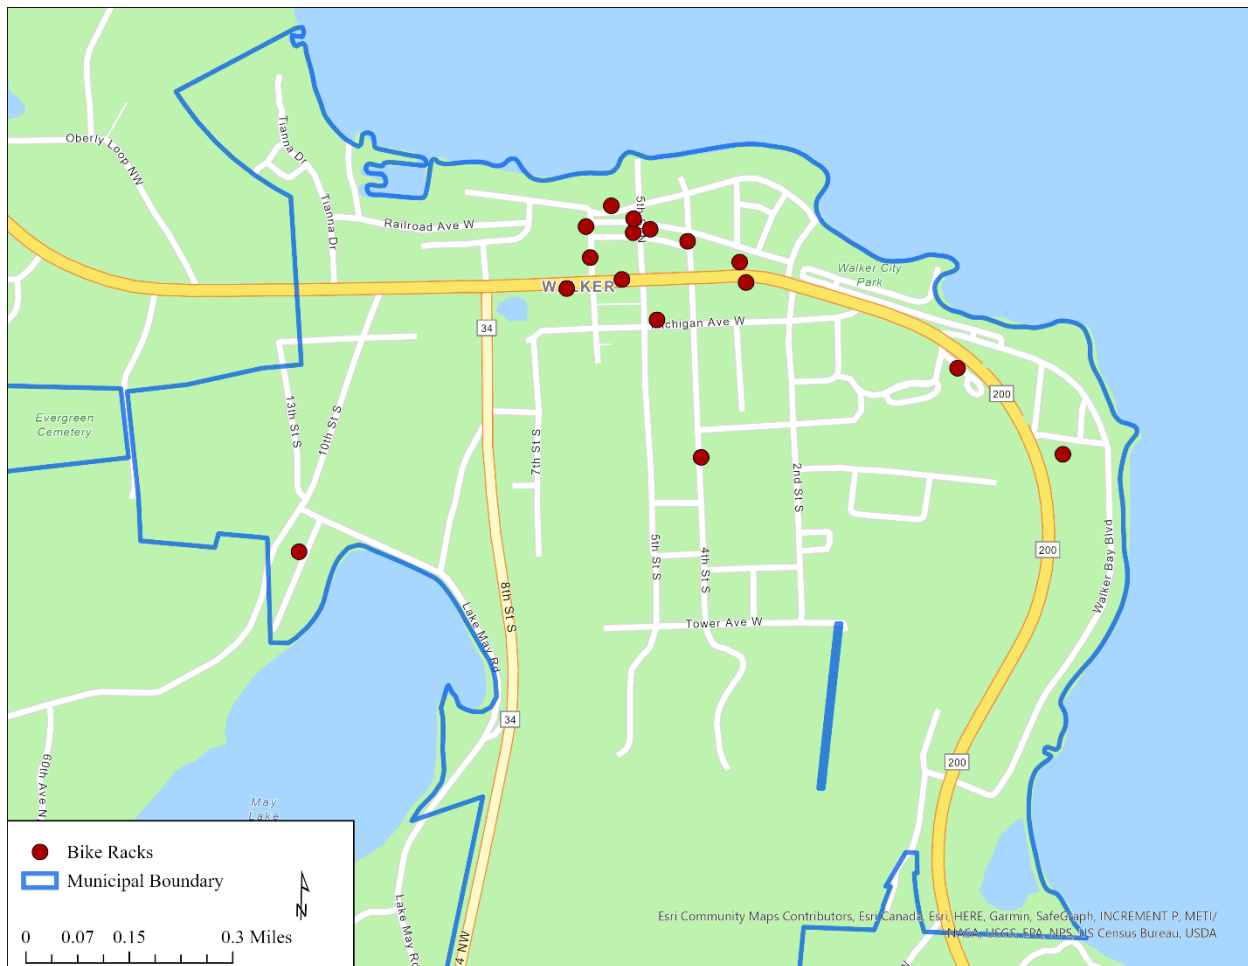 Oberly Loop NW
Tianna Dr
Tianna Dr
Railroad Ave W
5th St N
WALKER
Walker City
Park
34
Michigan Ave W
200
Evergreen
Cemetery
13th St S
10th St S
7th St S
2nd St S
200
5th St S
4th St S
8th St S
Walker Bay Blvd
Lake May Rd
Tower Ave W
34
200
60th Ave N
May
Lake
Bike Racks
Municipal Boundary
N
0 0.07 0.15 0.3 Miles
Lake May Rd
4 NW
Esri Community Maps Contributors, Esri Canada, Esri, HERE, Garmin, SafeGraph, INCREMENT P, METI/
NASA, USGS, EPA, NPS, US Census Bureau, USDA